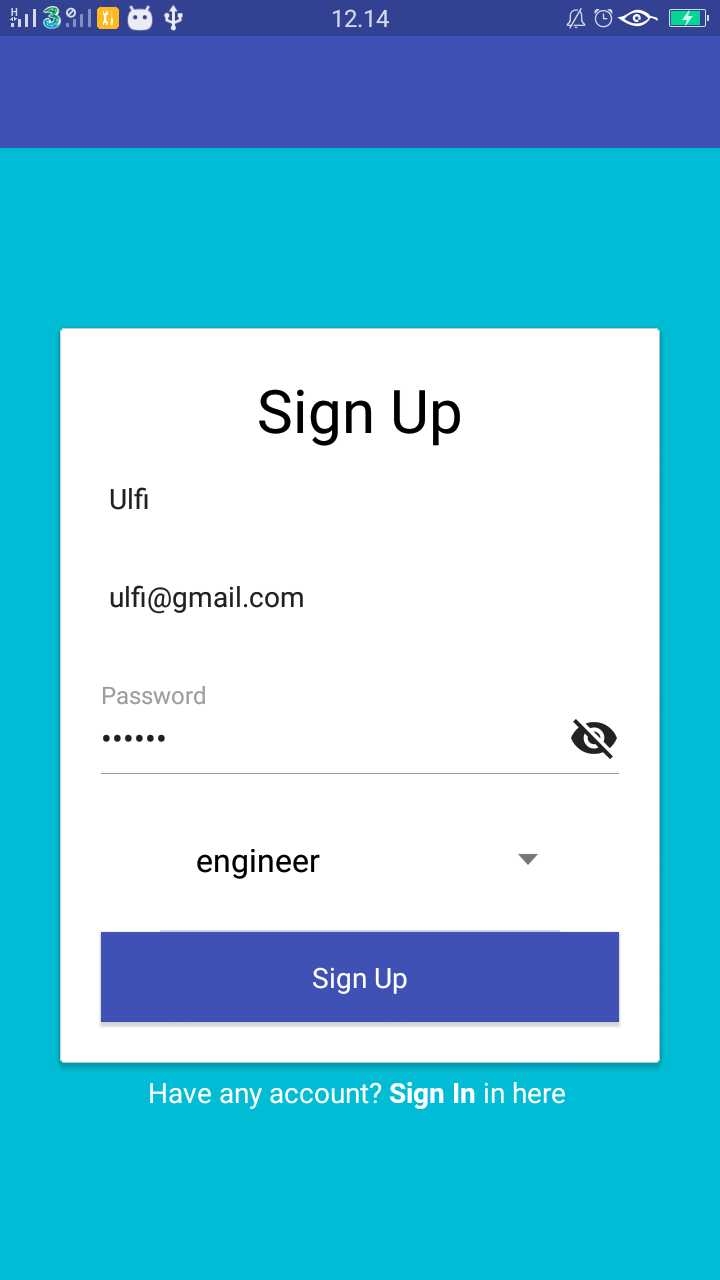 12.14
Sign Up
Ulfi
ulfi@gmail.com
Password
••••••
engineer
Sign Up
Have any account? Sign In in here